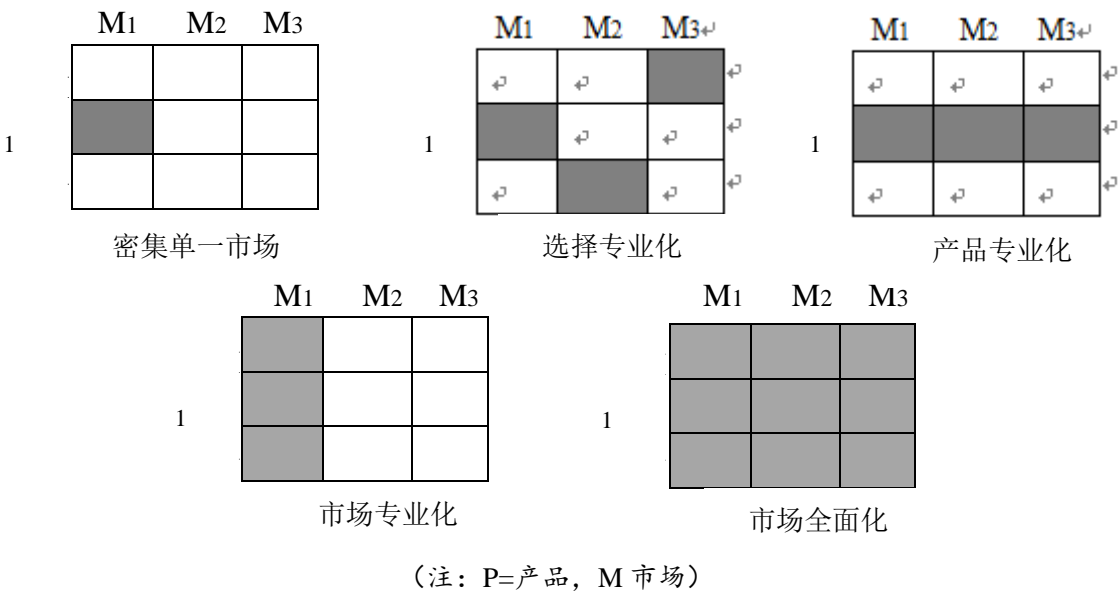 M1 M2 M3
M1 M2 M3↵
M1 M2 M3↵
↵ ↵ ↵
↵ ↵ ↵ ↵
1
1 ↵ ↵ ↵
1 ↵
↵ ↵ ↵
↵ ↵ ↵ ↵
密集单一市场
选择专业化
产品专业化
M1 M2 M3
M1 M2 M3
1
1
市场专业化
市场全面化
（注：P=产品，M 市场）